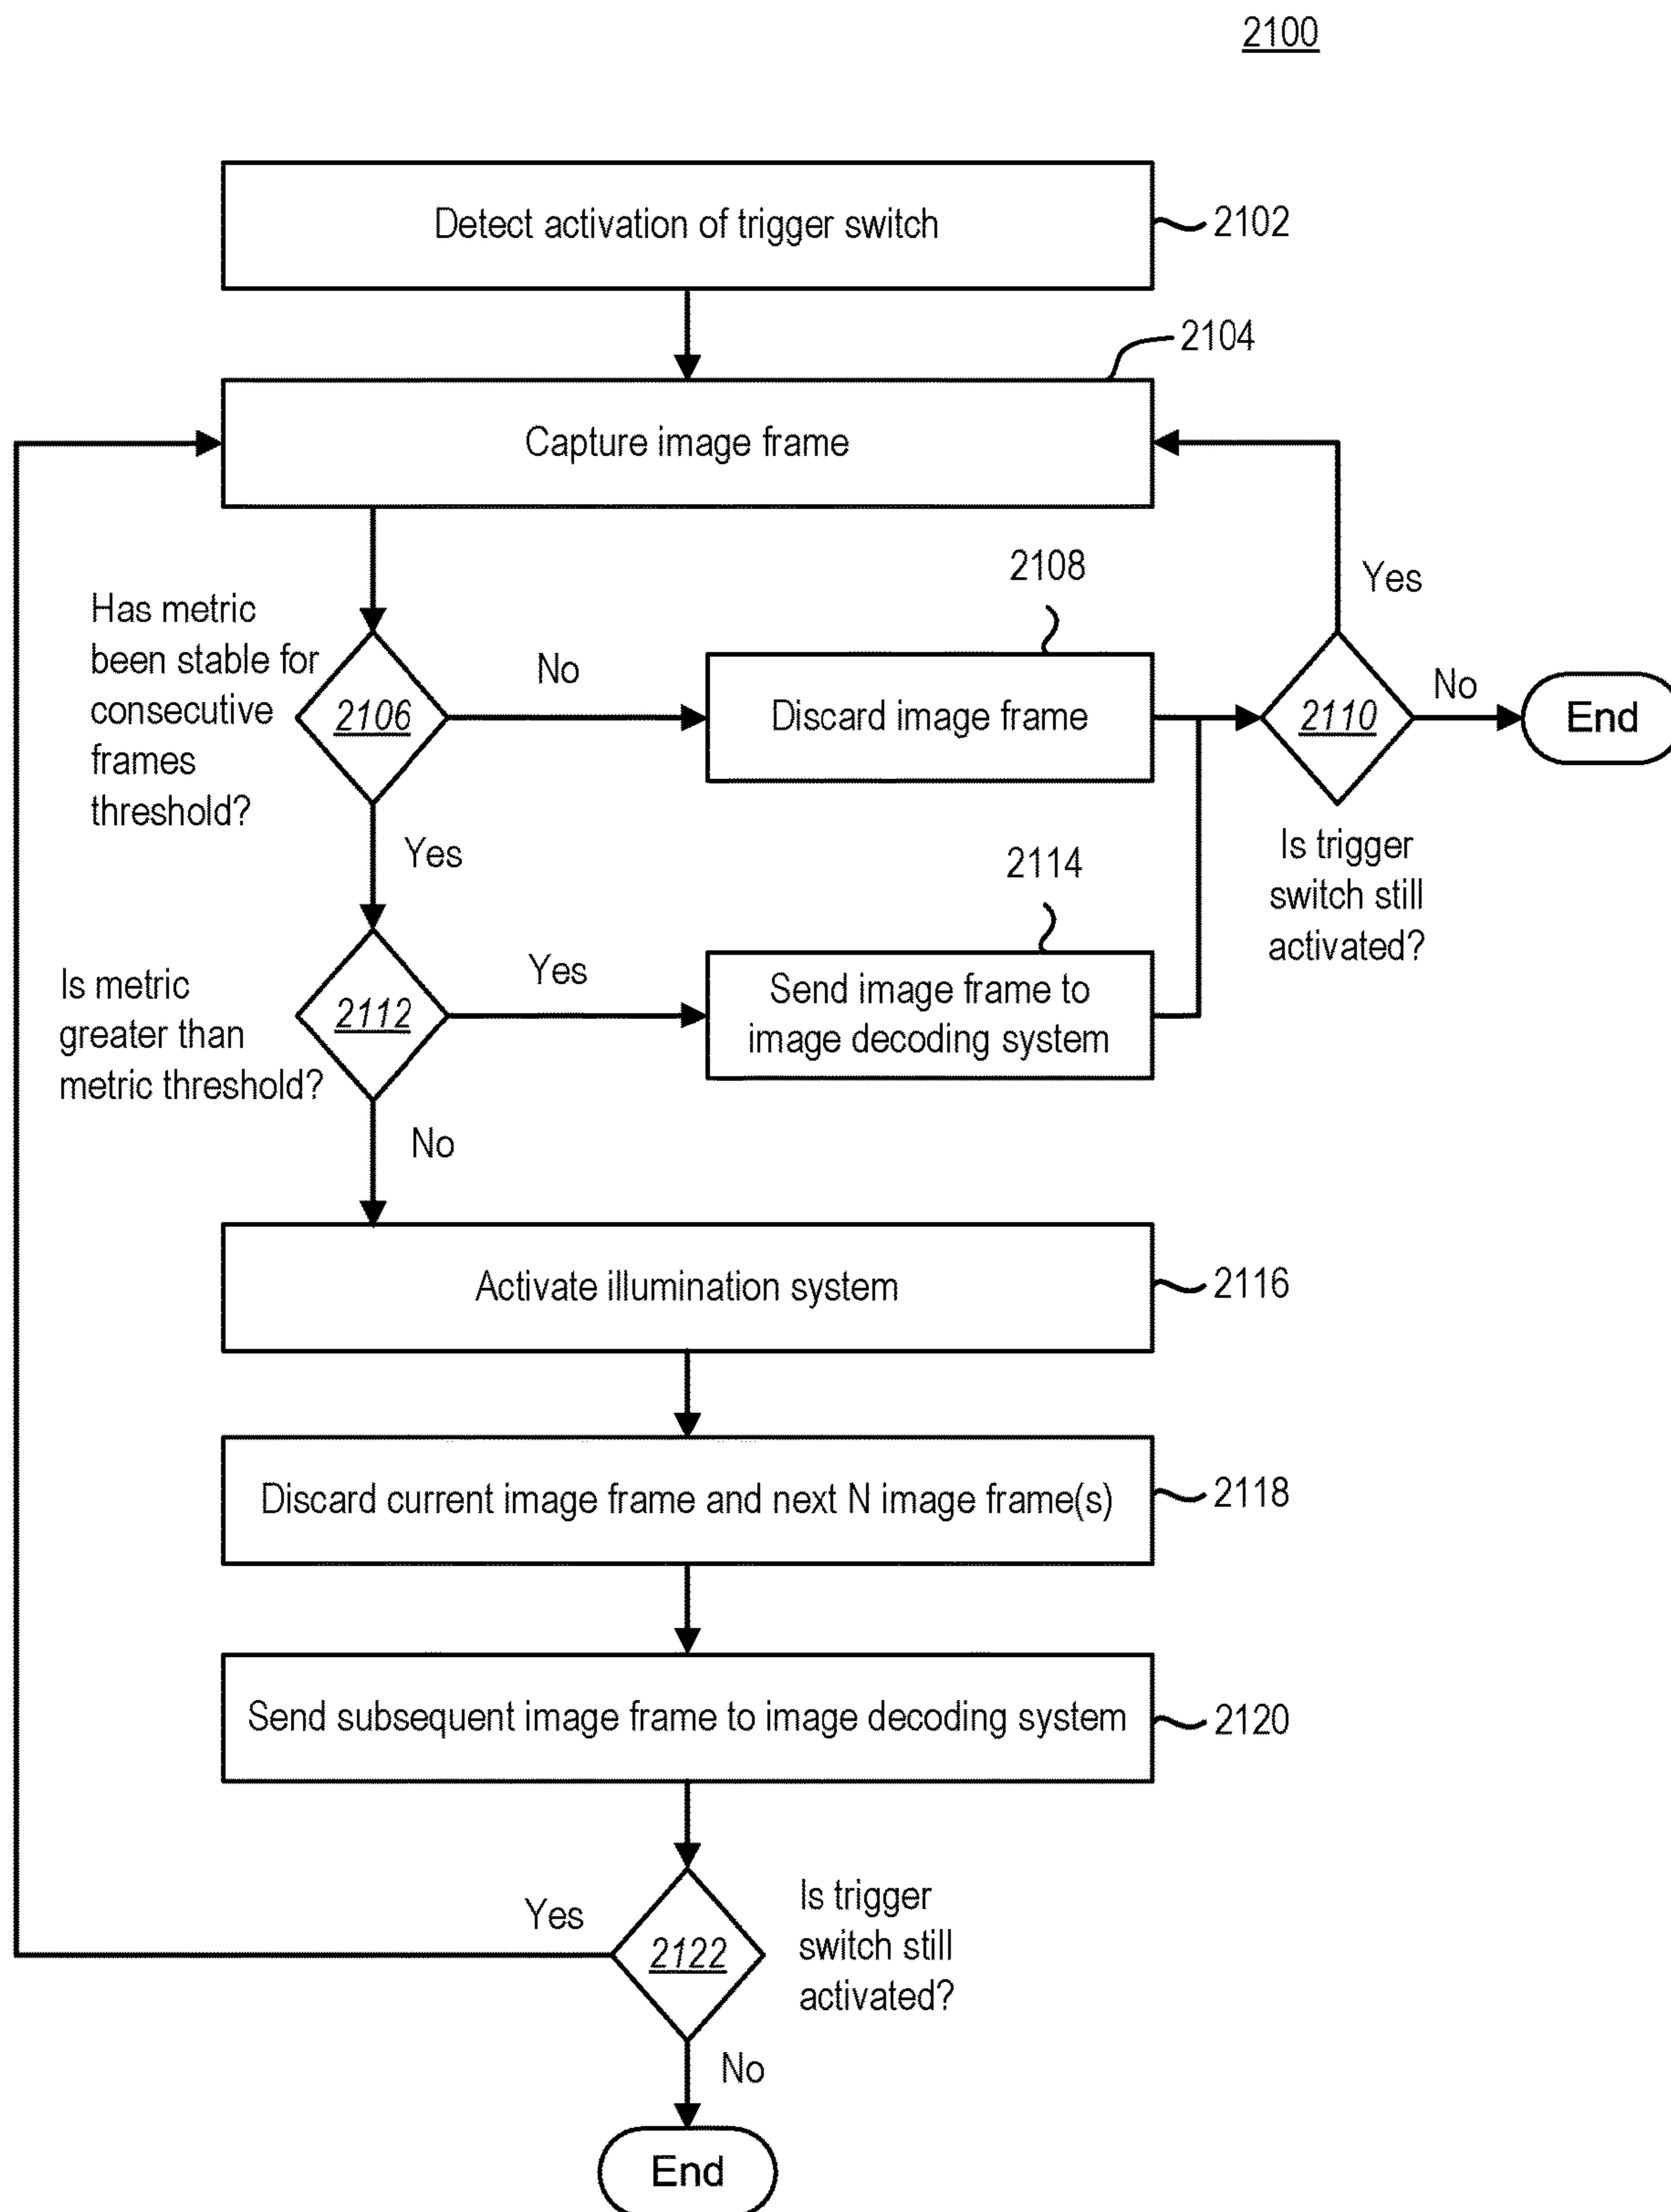 2100
Detect activation of trigger switch
2102
2104
Capture image frame
Has metric
been stable for
consecutive
frames
threshold?
2106
No
2108
Discard image frame
Yes
2110
No
End
Is trigger
switch still
activated?
Yes
Is metric
greater than
metric threshold?
2112
Yes
2114
Send image frame to
image decoding system
No
Activate illumination system
2116
Discard current image frame and next N image frame(s)
2118
Send subsequent image frame to image decoding system
2120
Yes
2122
Is trigger
switch still
activated?
No
End